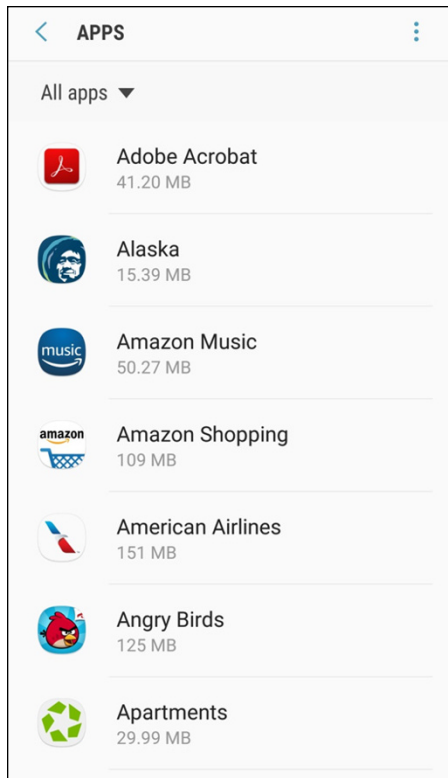 APPS
All apps
Adobe Acrobat
41.20 MB
Alaska
15.39 MB
music
Amazon Music
50.27 MB
amazon
Amazon Shopping
109 MB
American Airlines
151 MB
Angry Birds
125 MB
Apartments
29.99 MB